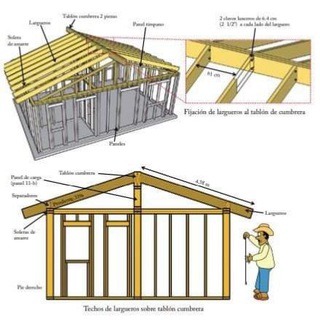 Tablón cumbrera 2 piezas
Largueros
Panel tímpano
Soleras
de amarre
Paneles
2 clavos lanceros de 6,4 cm
(2 1/2" a cada lado del larguero)
61 cm
Fijación de largueros al tablón de cumbrera
Tablón cumbrera
Panel de carga
(panel 11-b)
Separadores
4,58 m
Largueros
Soleras de
amarre
Pie derecho
Techos de largueros sobre tablón cumbrera